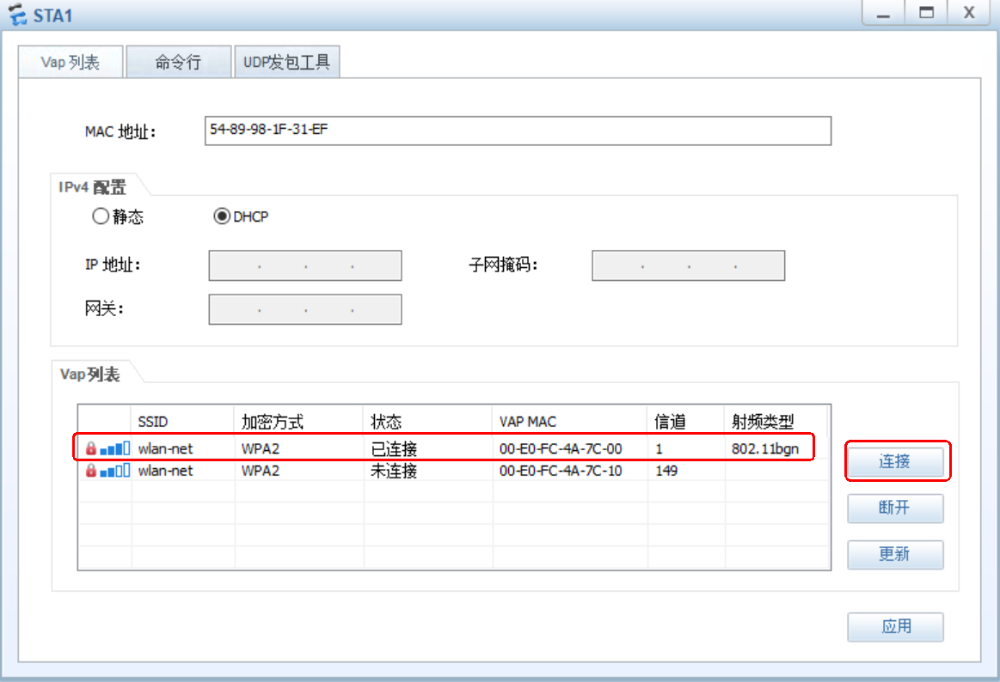 STA1
Vap 列表 命令行 UDP发包工具
MAC 地址: 54-89-98-1F-31-EF
IPv4 配置
静态 DHCP
IP 地址: . . . 子网掩码: . . .
网关: . . .
Vap列表
SSID 加密方式 状态 VAP MAC 信道 射频类型
wlan-net WPA2 已连接 00-E0-FC-4A-7C-00 1 802.11bgn
wlan-net WPA2 未连接 00-E0-FC-4A-7C-10 149
连接
断开
更新
应用